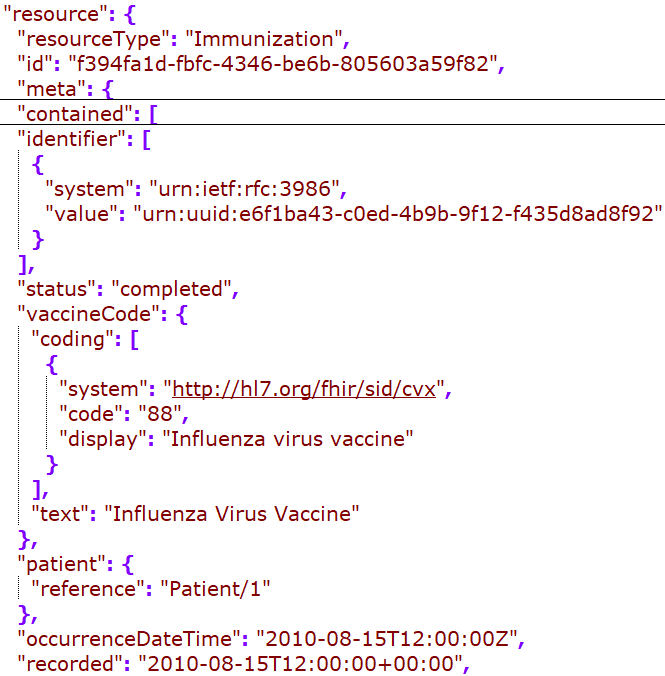 "resource": {
"resourceType": "Immunization",
"id": "f394fa1d-fbfc-4346-be6b-805603a59f82",
"meta": {
"contained": [
"identifier": [
{
"system": "urn:ietf:rfc:3986",
"value": "urn:uuid:e6f1ba43-c0ed-4b9b-9f12-f435d8ad8f92"
}
],
"status": "completed",
"vaccineCode": {
"coding": [
{
"system": "http://hl7.org/fhir/sid/cvx",
"code": "88",
"display": "Influenza virus vaccine"
}
],
"text": "Influenza Virus Vaccine"
},
"patient": {
"reference": "Patient/1"
},
"occurrenceDateTime": "2010-08-15T12:00:00Z",
"recorded": "2010-08-15T12:00:00+00:00",